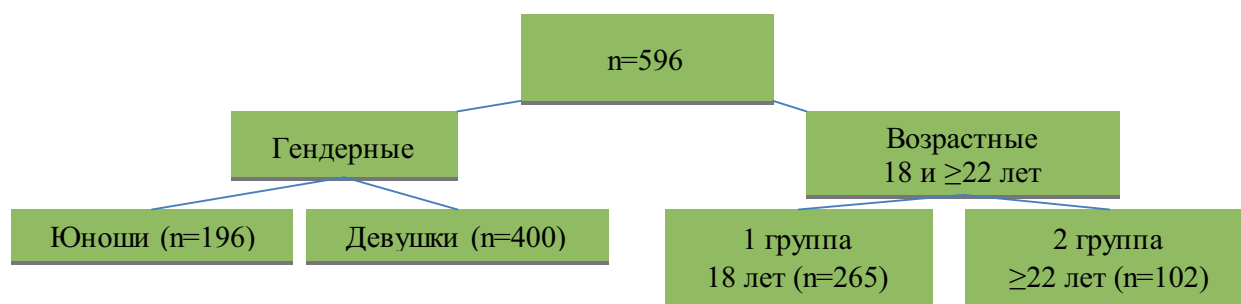 n=596
Гендерные
Возрастные
18 и ≥22 лет
Юноши (n=196)
Девушки (n=400)
1 группа
18 лет (n=265)
2 группа
≥22 лет (n=102)